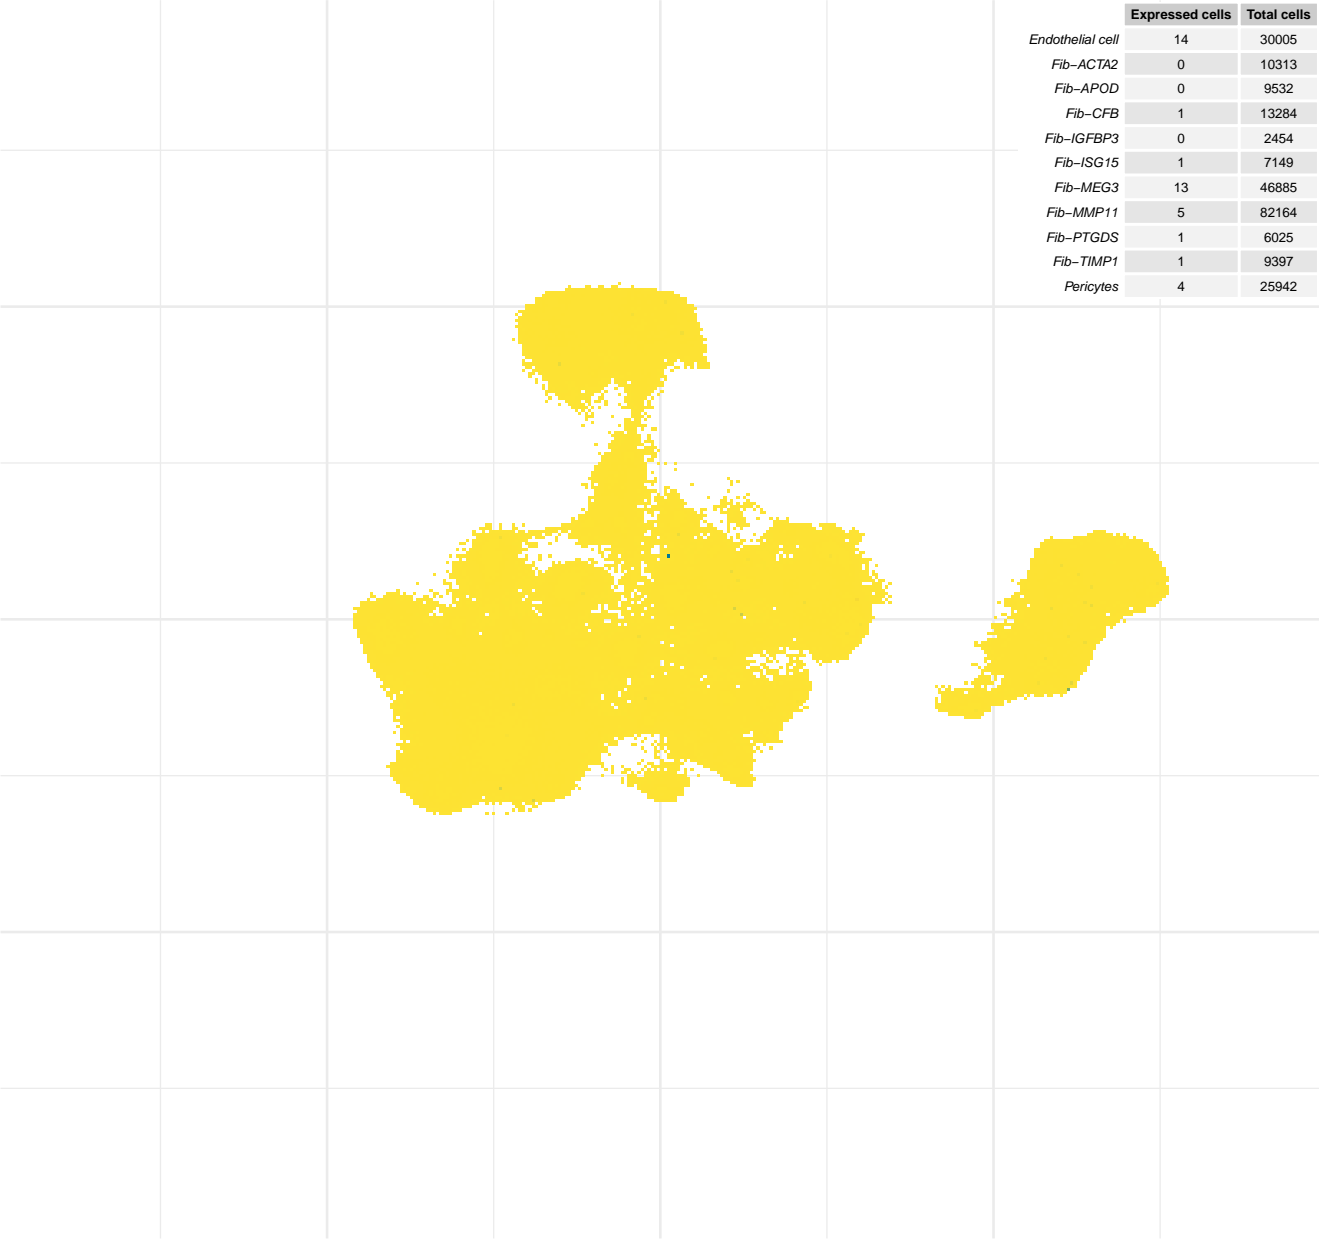 Expressed cells Total cells
Endothelial cell 14 30005
Fib−ACTA2 0 10313
Fib−APOD 0 9532
Fib−CFB 1 13284
Fib−IGFBP3 0 2454
Fib−ISG15 1 7149
Fib−MEG3 13 46885
Fib−MMP11 5 82164
Fib−PTGDS 1 6025
Fib−TIMP1 1 9397
Pericytes 4 25942